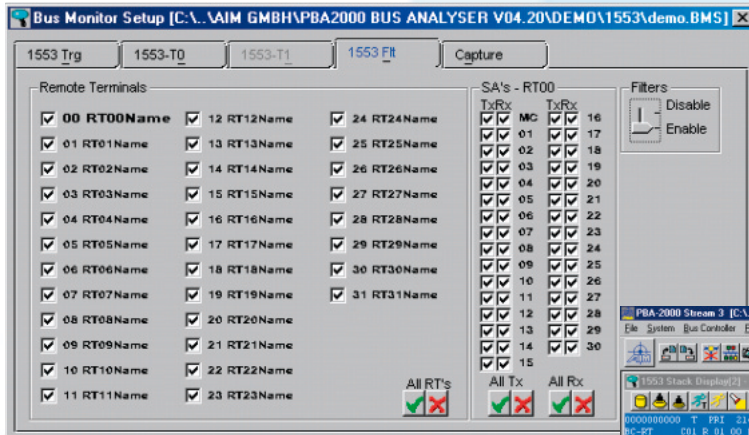 Bus Monitor Setup [C:\..\AIM GMBH\PBA2000 BUS ANALYSER V04.20\DEMO\1553\demo.BMS]
1553 Trg
1553-T0
1553-T1
1553 Flt
Capture
Remote Terminals
00 RT00Name
01 RT01Name
02 RT02Name
03 RT03Name
04 RT04Name
05 RT05Name
06 RT06Name
07 RT07Name
08 RT08Name
09 RT09Name
10 RT10Name
11 RT11Name
12 RT12Name
13 RT13Name
14 RT14Name
15 RT15Name
16 RT16Name
17 RT17Name
18 RT18Name
19 RT19Name
20 RT20Name
21 RT21Name
22 RT22Name
23 RT23Name
24 RT24Name
25 RT25Name
26 RT26Name
27 RT27Name
28 RT28Name
29 RT29Name
30 RT30Name
31 RT31Name
All RT's
SA's - RT00
TxRx
MC
01
02
03
04
05
06
07
08
09
10
11
12
13
14
15
TxRx
16
17
18
19
20
21
22
23
24
25
26
27
28
29
30
All Tx
All Rx
Filters
Disable
Enable
PBA-2000 Stream 3 [C:\
File System Bus Controller
1553 Stack Display[2] -
0000000000 T PRI
MC-RT C01 R 01 00